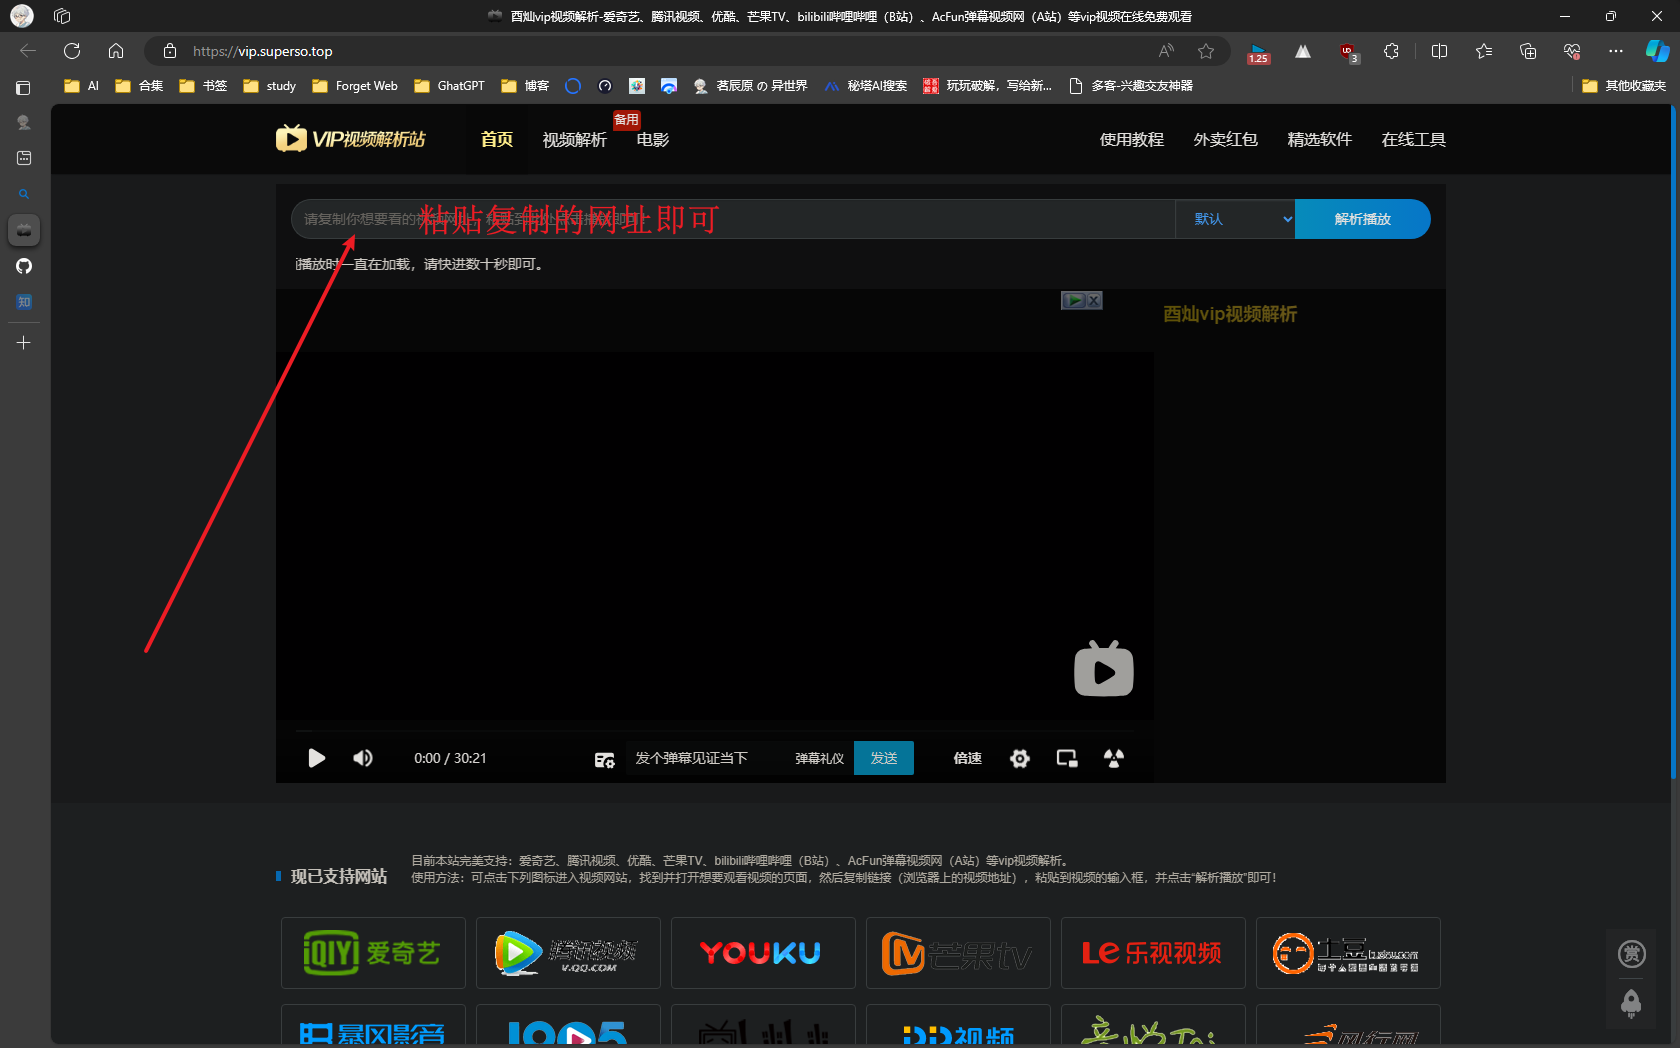 酉灿vip视频解析-爱奇艺、腾讯视频、优酷、芒果TV、bilibili哔哩哔哩（B站）、AcFun弹幕视频网（A站）等vip视频在线免费观看
https://vip.superso.top
1.25
3
AI
合集
书签
study
Forget Web
GhatGPT
博客
茗辰原 の 异世界
秘塔AI搜索
玩玩破解，写给新...
多客-兴趣交友神器
其他收藏夹
VIP视频解析站
首页
视频解析
备用
电影
使用教程
外卖红包
精选软件
在线工具
请复制你想要看的
粘贴复制的网址即可
默认
解析播放
播放时一直在加载，请快进数十秒即可。
酉灿vip视频解析
知
0:00 / 30:21
发个弹幕见证当下
弹幕礼仪
发送
倍速
现已支持网站
目前本站完美支持：爱奇艺、腾讯视频、优酷、芒果TV、bilibili哔哩哔哩（B站）、AcFun弹幕视频网（A站）等vip视频解析。
使用方法：可点击下列图标进入视频网站，找到并打开想要观看视频的页面，然后复制链接（浏览器上的视频地址），粘贴到视频的输入框，并点击“解析播放”即可！
iQIYI 爱奇艺
腾讯视频
V.QQ.COM
YOUKU
芒果tv
Le 乐视视频
土豆
赏
暴风影音
1905
PP视频
音悦Tai
风行网